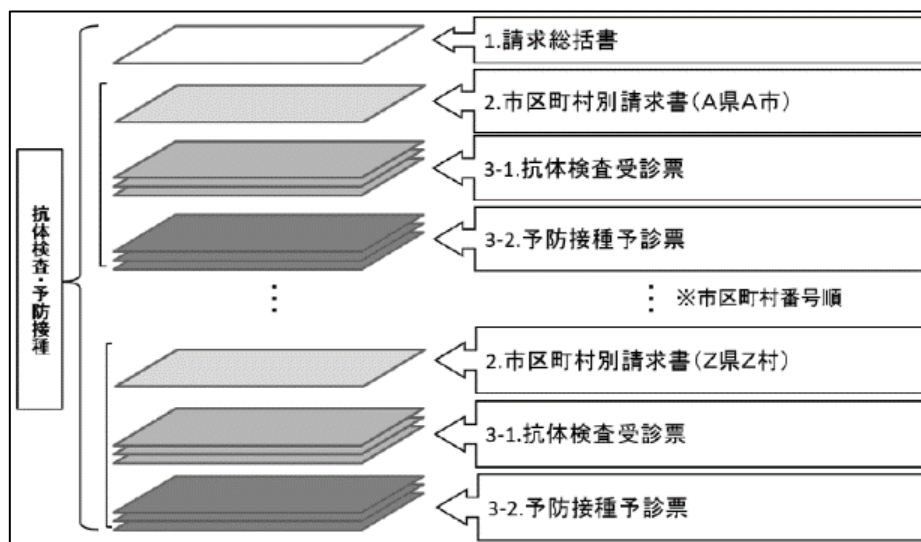 1.請求総括書
2.市区町村別請求書(A県A市)
3-1.抗体検査受診票
3-2.予防接種予診票
抗体検査・予防接種
※市区町村番号順
2.市区町村別請求書(Z県Z村)
3-1.抗体検査受診票
3-2.予防接種予診票